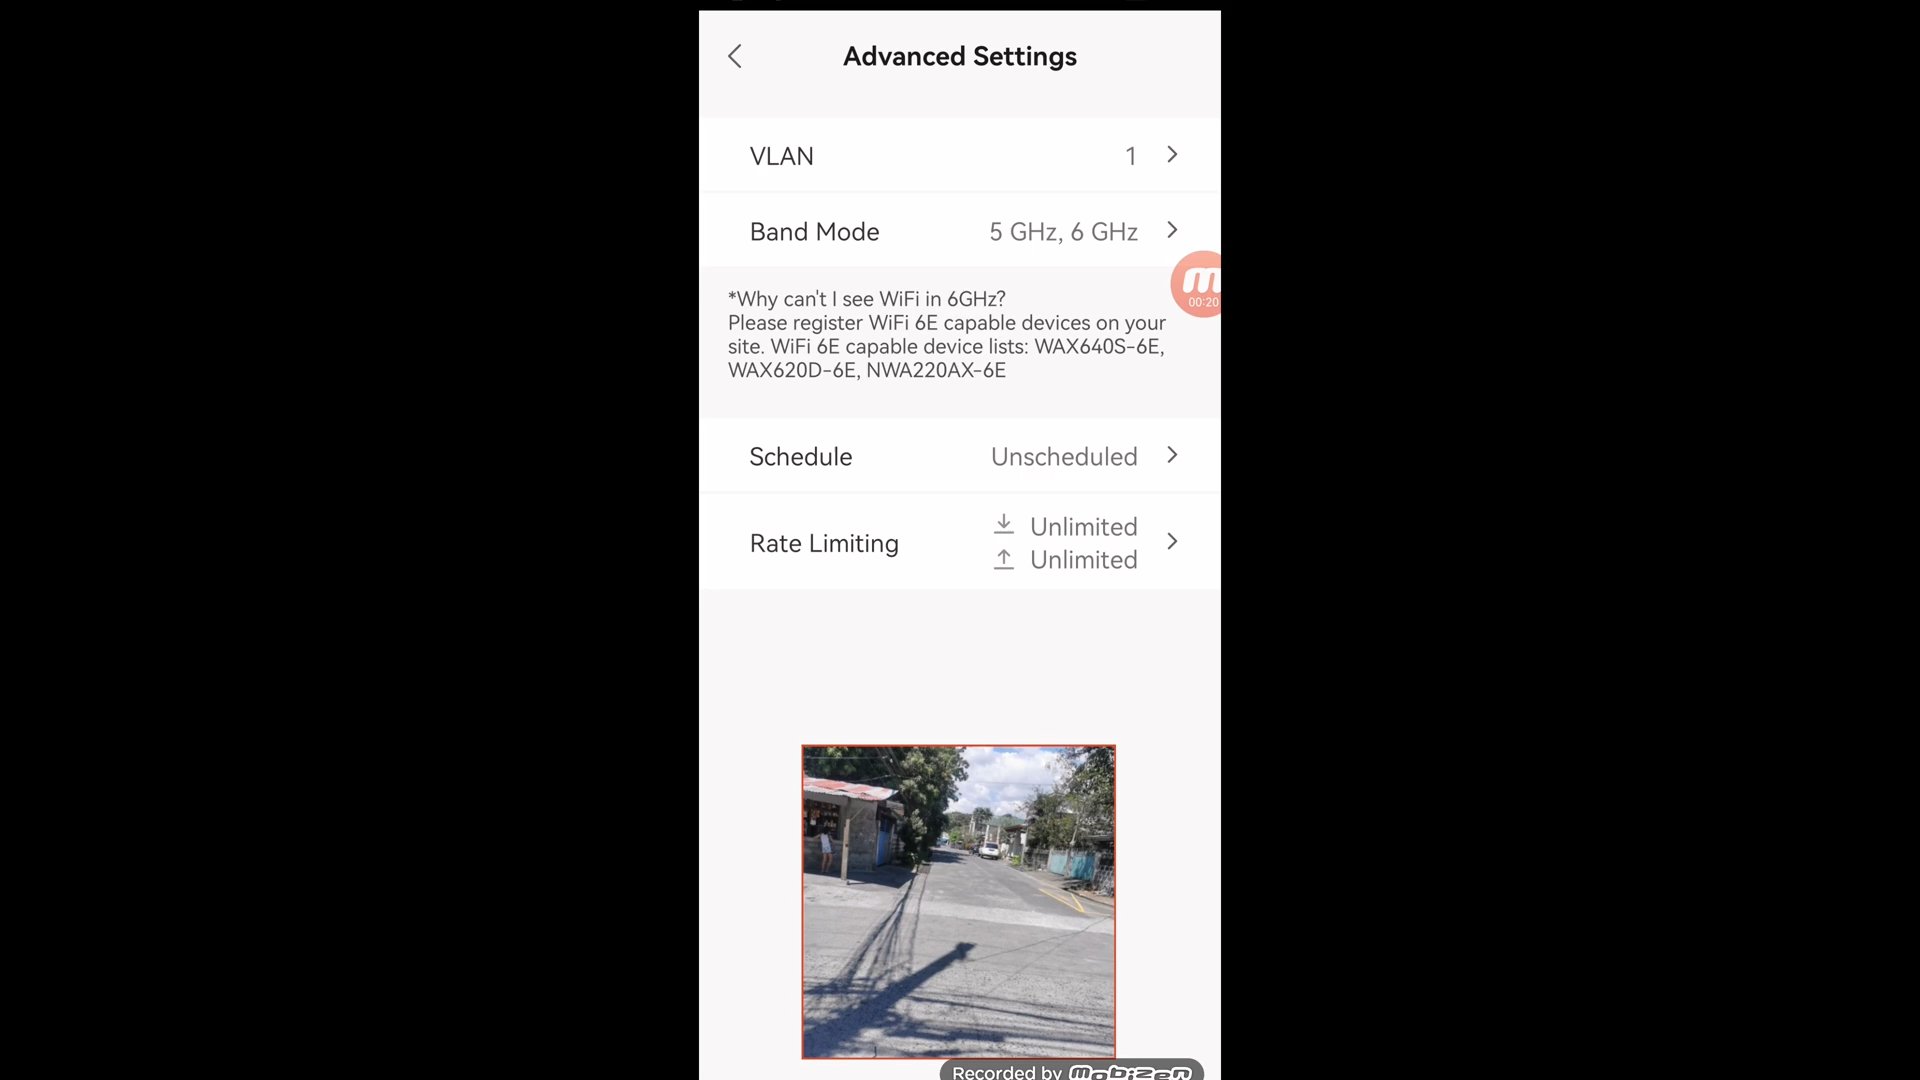 Advanced Settings
VLAN 1
Band Mode 5 GHz, 6 GHz
m
00:20
*Why can't I see WiFi in 6GHz?
Please register WiFi 6E capable devices on your
site. WiFi 6E capable device lists: WAX640S-6E,
WAX620D-6E, NWA220AX-6E
Schedule Unscheduled
Rate Limiting
Unlimited
Unlimited
Recorded by mobizen